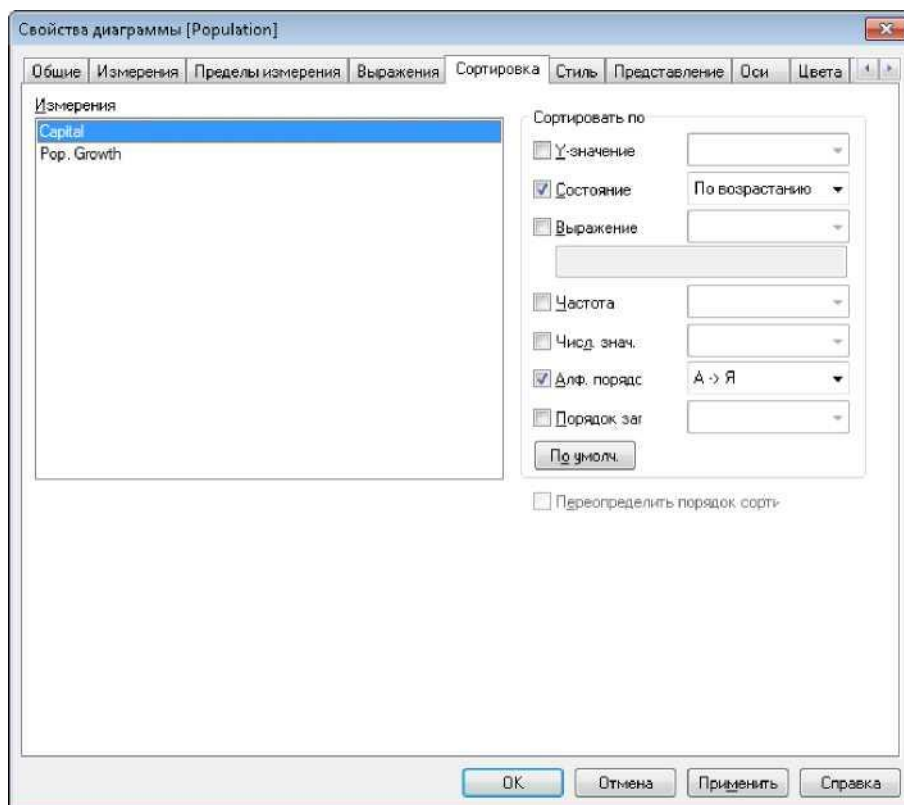 Свойства диаграммы [Population]
Общие Измерения Пределы измерения Выражения Сортировка Стиль Представление Оси Цвета
Измерения
Capital
Pop. Growth
Сортировать по
Y-значение
Состояние По возрастанию
Выражение
Частота
Числ. знач.
Алф. порядс А -> Я
Порядок заг
По умолч.
Переопределить порядок сорти
ОК Отмена Применить Справка